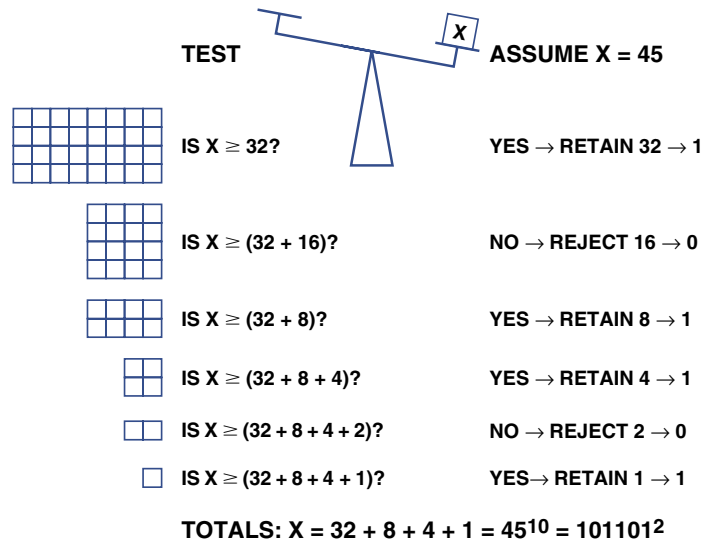 X
TEST ASSUME X = 45
IS X ≥ 32? YES → RETAIN 32 → 1
IS X ≥ (32 + 16)? NO → REJECT 16 → 0
IS X ≥ (32 + 8)? YES → RETAIN 8 → 1
IS X ≥ (32 + 8 + 4)? YES → RETAIN 4 → 1
IS X ≥ (32 + 8 + 4 + 2)? NO → REJECT 2 → 0
IS X ≥ (32 + 8 + 4 + 1)? YES→ RETAIN 1 → 1
TOTALS: X = 32 + 8 + 4 + 1 = 45¹⁰ = 101101²